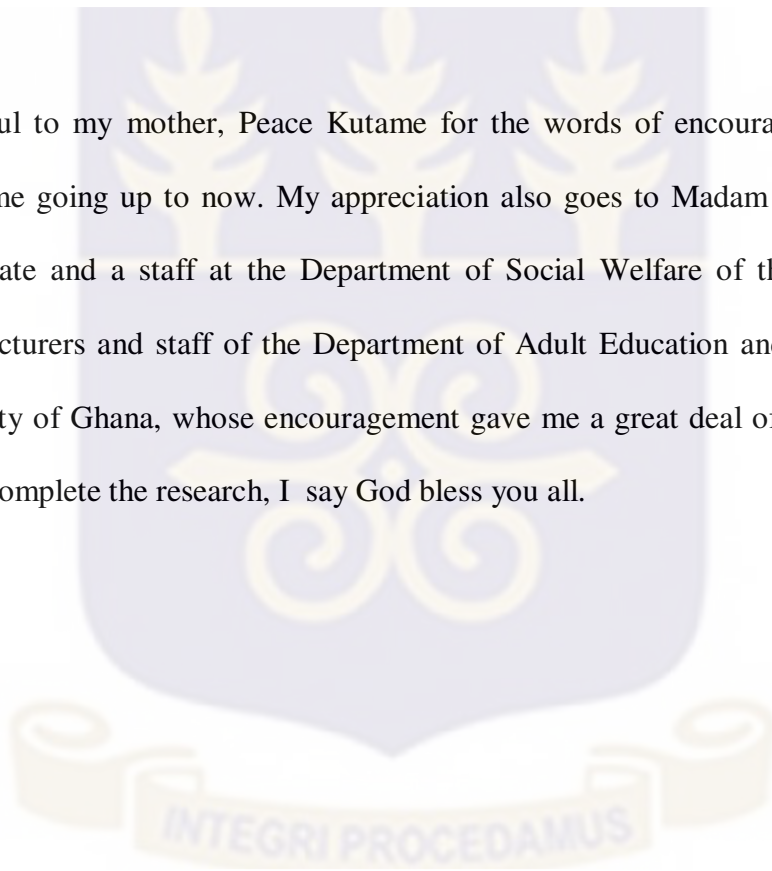 ul to my mother, Peace Kutame for the words of encoura
me going up to now. My appreciation also goes to Madam
ate and a staff at the Department of Social Welfare of th
cturers and staff of the Department of Adult Education and
ty of Ghana, whose encouragement gave me a great deal of
omplete the research, I say God bless you all.
INTEGRI PROCEDAMUS